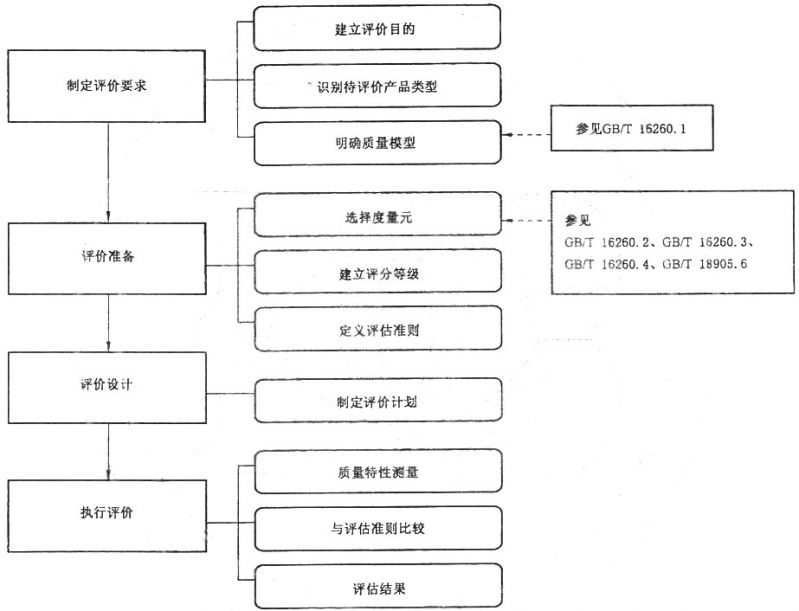 建立评价目的
制定评价要求
识别待评价产品类型
明确质量模型
参见GB/T 16260.1
选择度量元
参见
GB/T 16260.2、GB/T 16260.3、
GB/T 16260.4、GB/T 18905.6
评价准备
建立评分等级
定义评估准则
评价设计
制定评价计划
质量特性测量
执行评价
与评估准则比较
评估结果